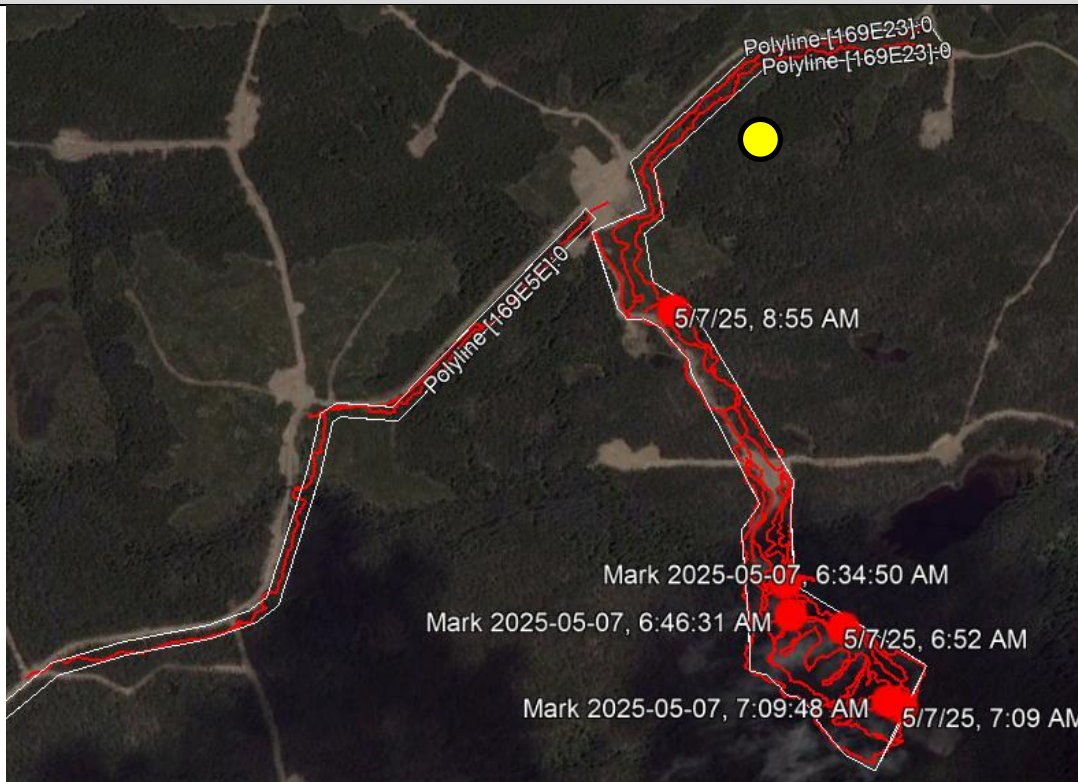 Polyline-[169E23]:0
Polyline-[169E23]:0
Polyline-[169E5E]:0
5/7/25, 8:55 AM
Mark 2025-05-07, 6:34:50 AM
Mark 2025-05-07, 6:46:31 AM
5/7/25, 6:52 AM
Mark 2025-05-07, 7:09:48 AM
5/7/25, 7:09 AM